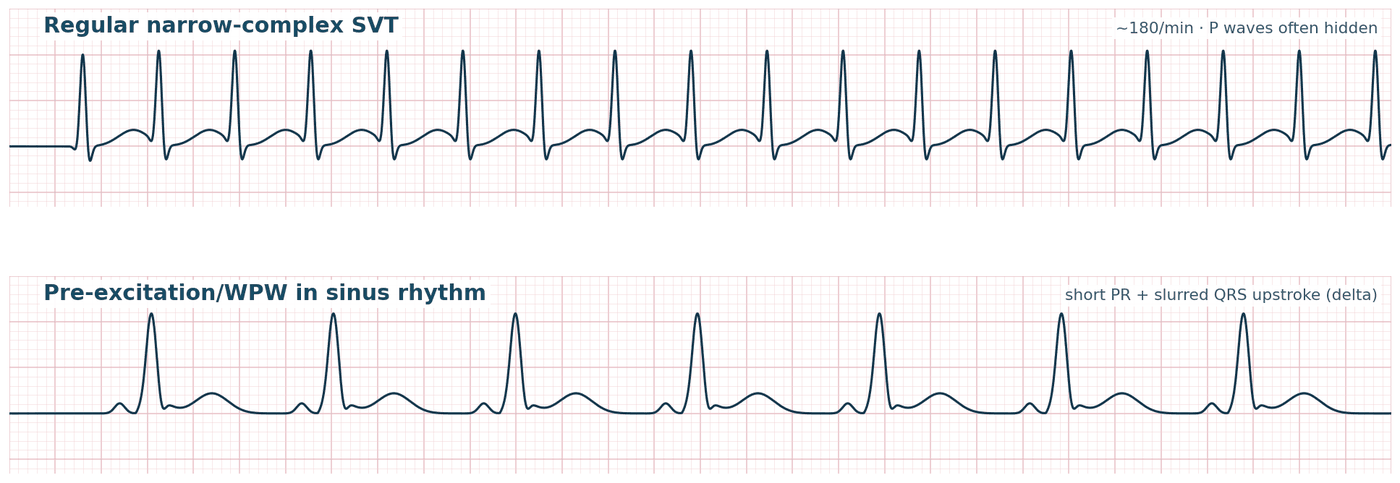 Regular narrow-complex SVT
~180/min · P waves often hidden
Pre-excitation/WPW in sinus rhythm
short PR + slurred QRS upstroke (delta)